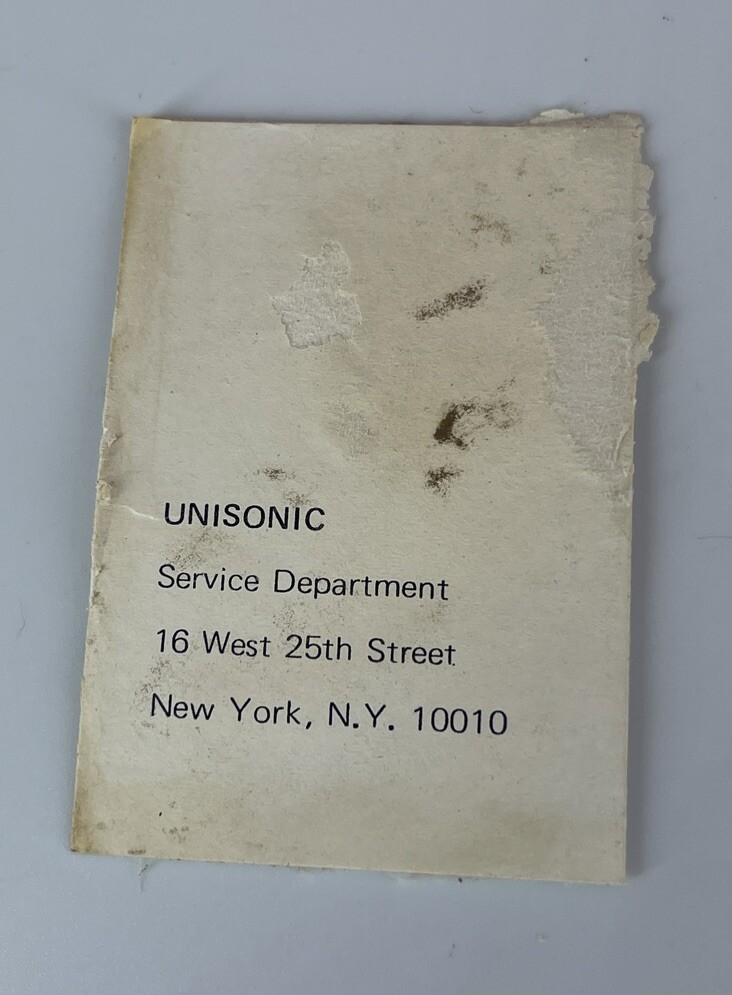 UNISONIC
Service Department
16 West 25th Street
New York, N.Y. 10010